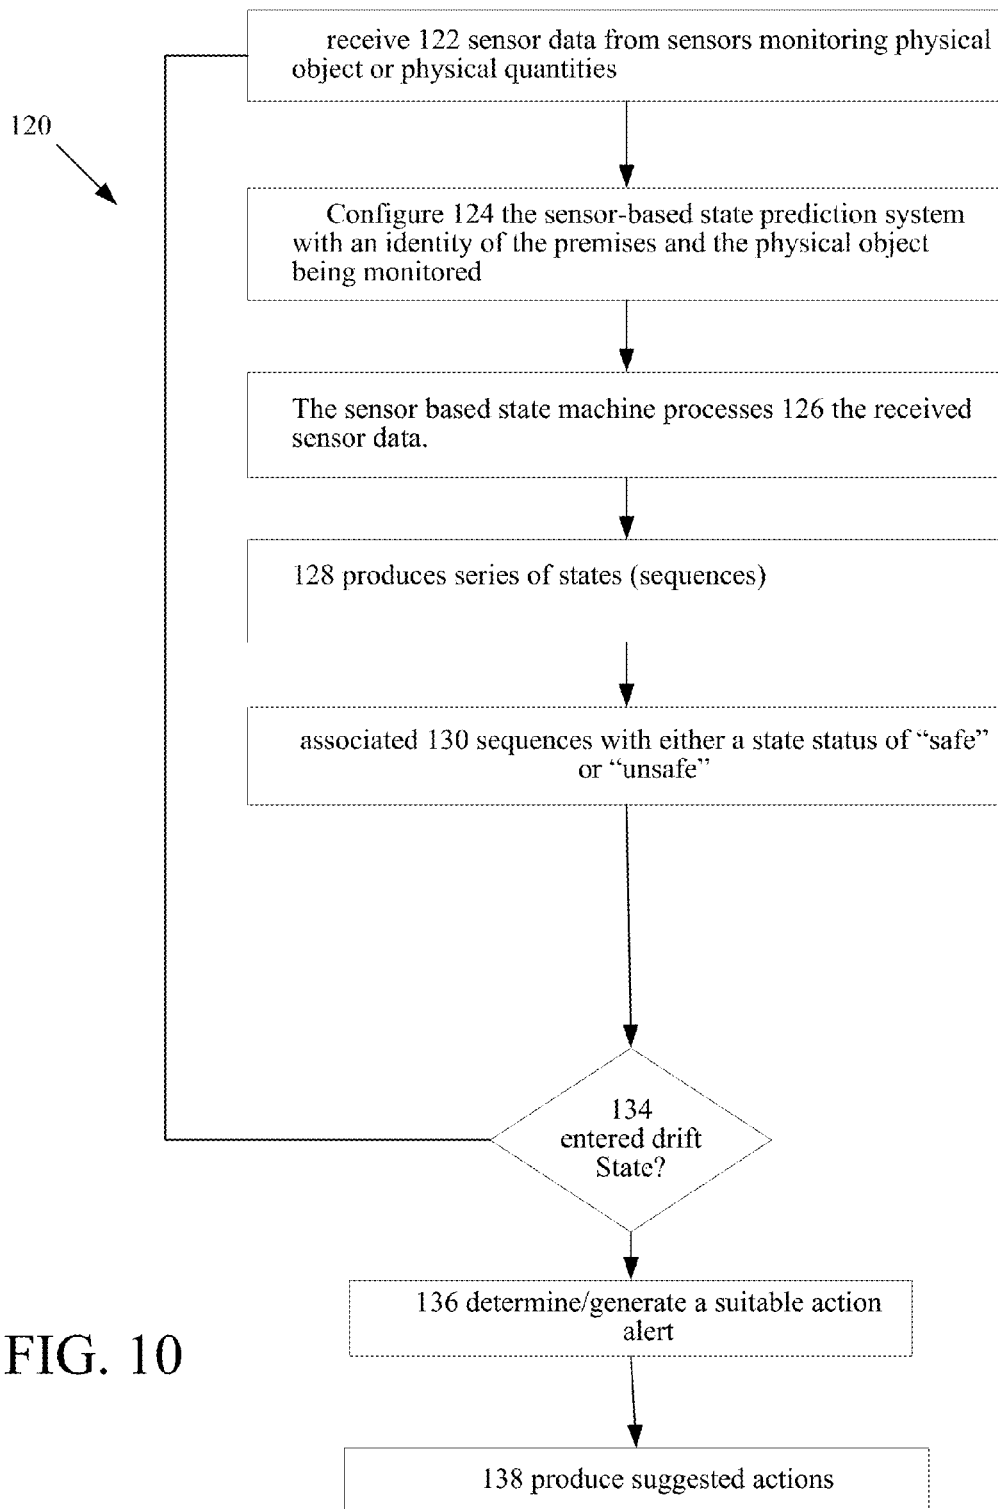 receive 122 sensor data from sensors monitoring physical
object or physical quantities
120
Configure 124 the sensor-based state prediction system
with an identity of the premises and the physical object
being monitored
The sensor based state machine processes 126 the received
sensor data.
128 produces series of states (sequences)
associated 130 sequences with either a state status of “safe”
or “unsafe”
134
entered drift
State?
136 determine/generate a suitable action
alert
FIG. 10
138 produce suggested actions